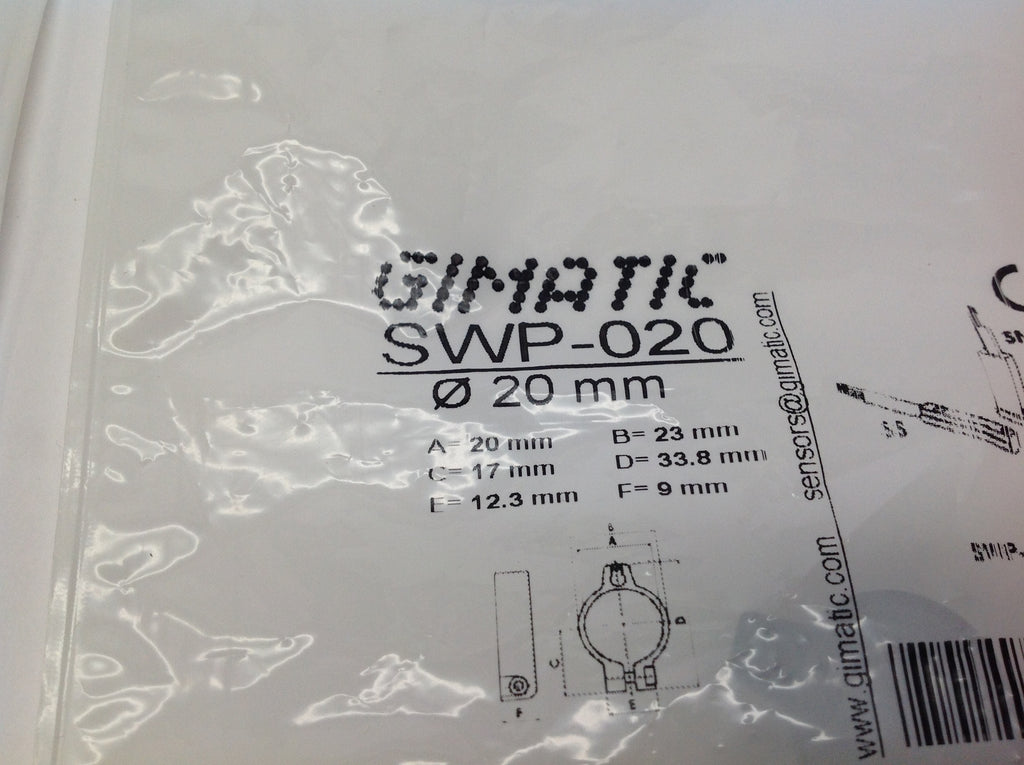 GIMATIC
SWP-020
Ø 20 mm
A= 20 mm B= 23 mm
C= 17 mm D= 33.8 mm
E= 12.3 mm F= 9 mm
sensors@gimatic.com
www.gimatic.com
SS
B
A
C
D
E
F